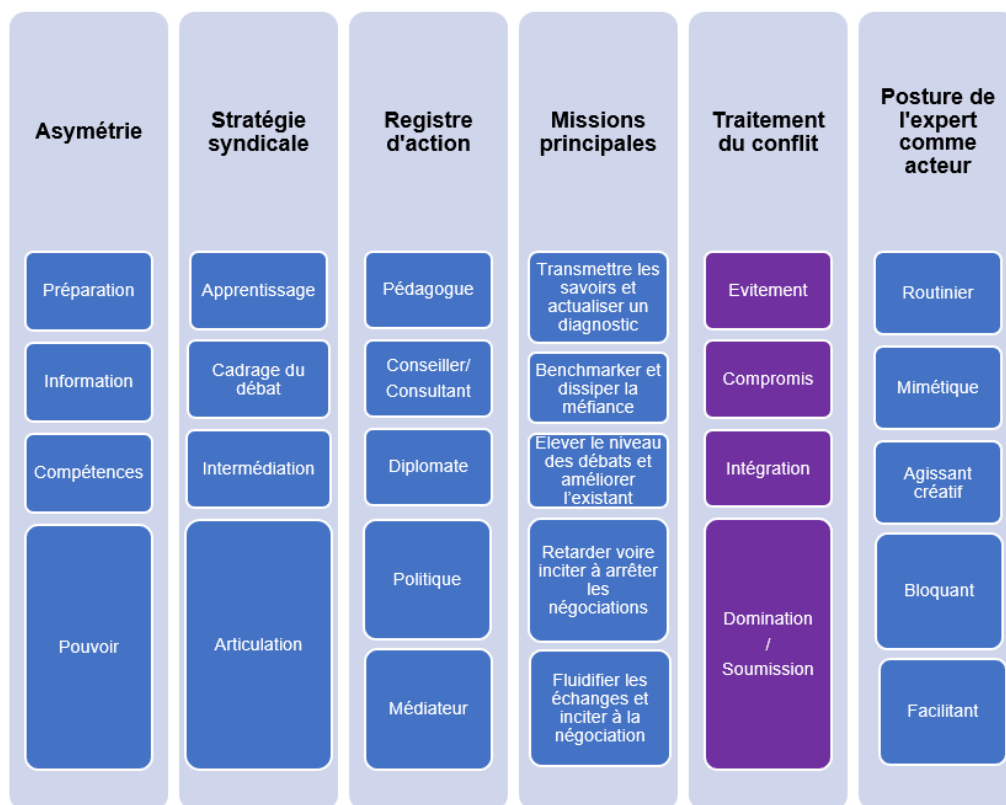 Asymétrie
Stratégie
syndicale
Registre
d'action
Missions
principales
Traitement
du conflit
Posture de
l'expert
comme
acteur
Préparation
Apprentissage
Pédagogue
Transmettre les
savoirs et
actualiser un
diagnostic
Evitement
Routinier
Information
Cadrage du
débat
Conseiller/
Consultant
Benchmarker et
dissiper la
méfiance
Compromis
Mimétique
Compétences
Intermédiation
Diplomate
Elever le niveau
des débats et
améliorer
l’existant
Intégration
Agissant
créatif
Pouvoir
Articulation
Politique
Retarder voire
inciter à arrêter
les
négociations
Domination
/
Soumission
Bloquant
Médiateur
Fluidifier les
échanges et
inciter à la
négociation
Facilitant